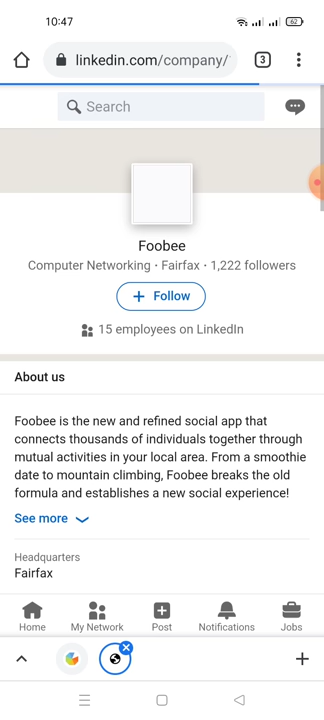 10:47
62
linkedin.com/company/
3
Search
Foobee
Computer Networking · Fairfax · 1,222 followers
+ Follow
15 employees on LinkedIn
About us
Foobee is the new and refined social app that
connects thousands of individuals together through
mutual activities in your local area. From a smoothie
date to mountain climbing, Foobee breaks the old
formula and establishes a new social experience!
See more
Headquarters
Fairfax
Home My Network Post Notifications Jobs